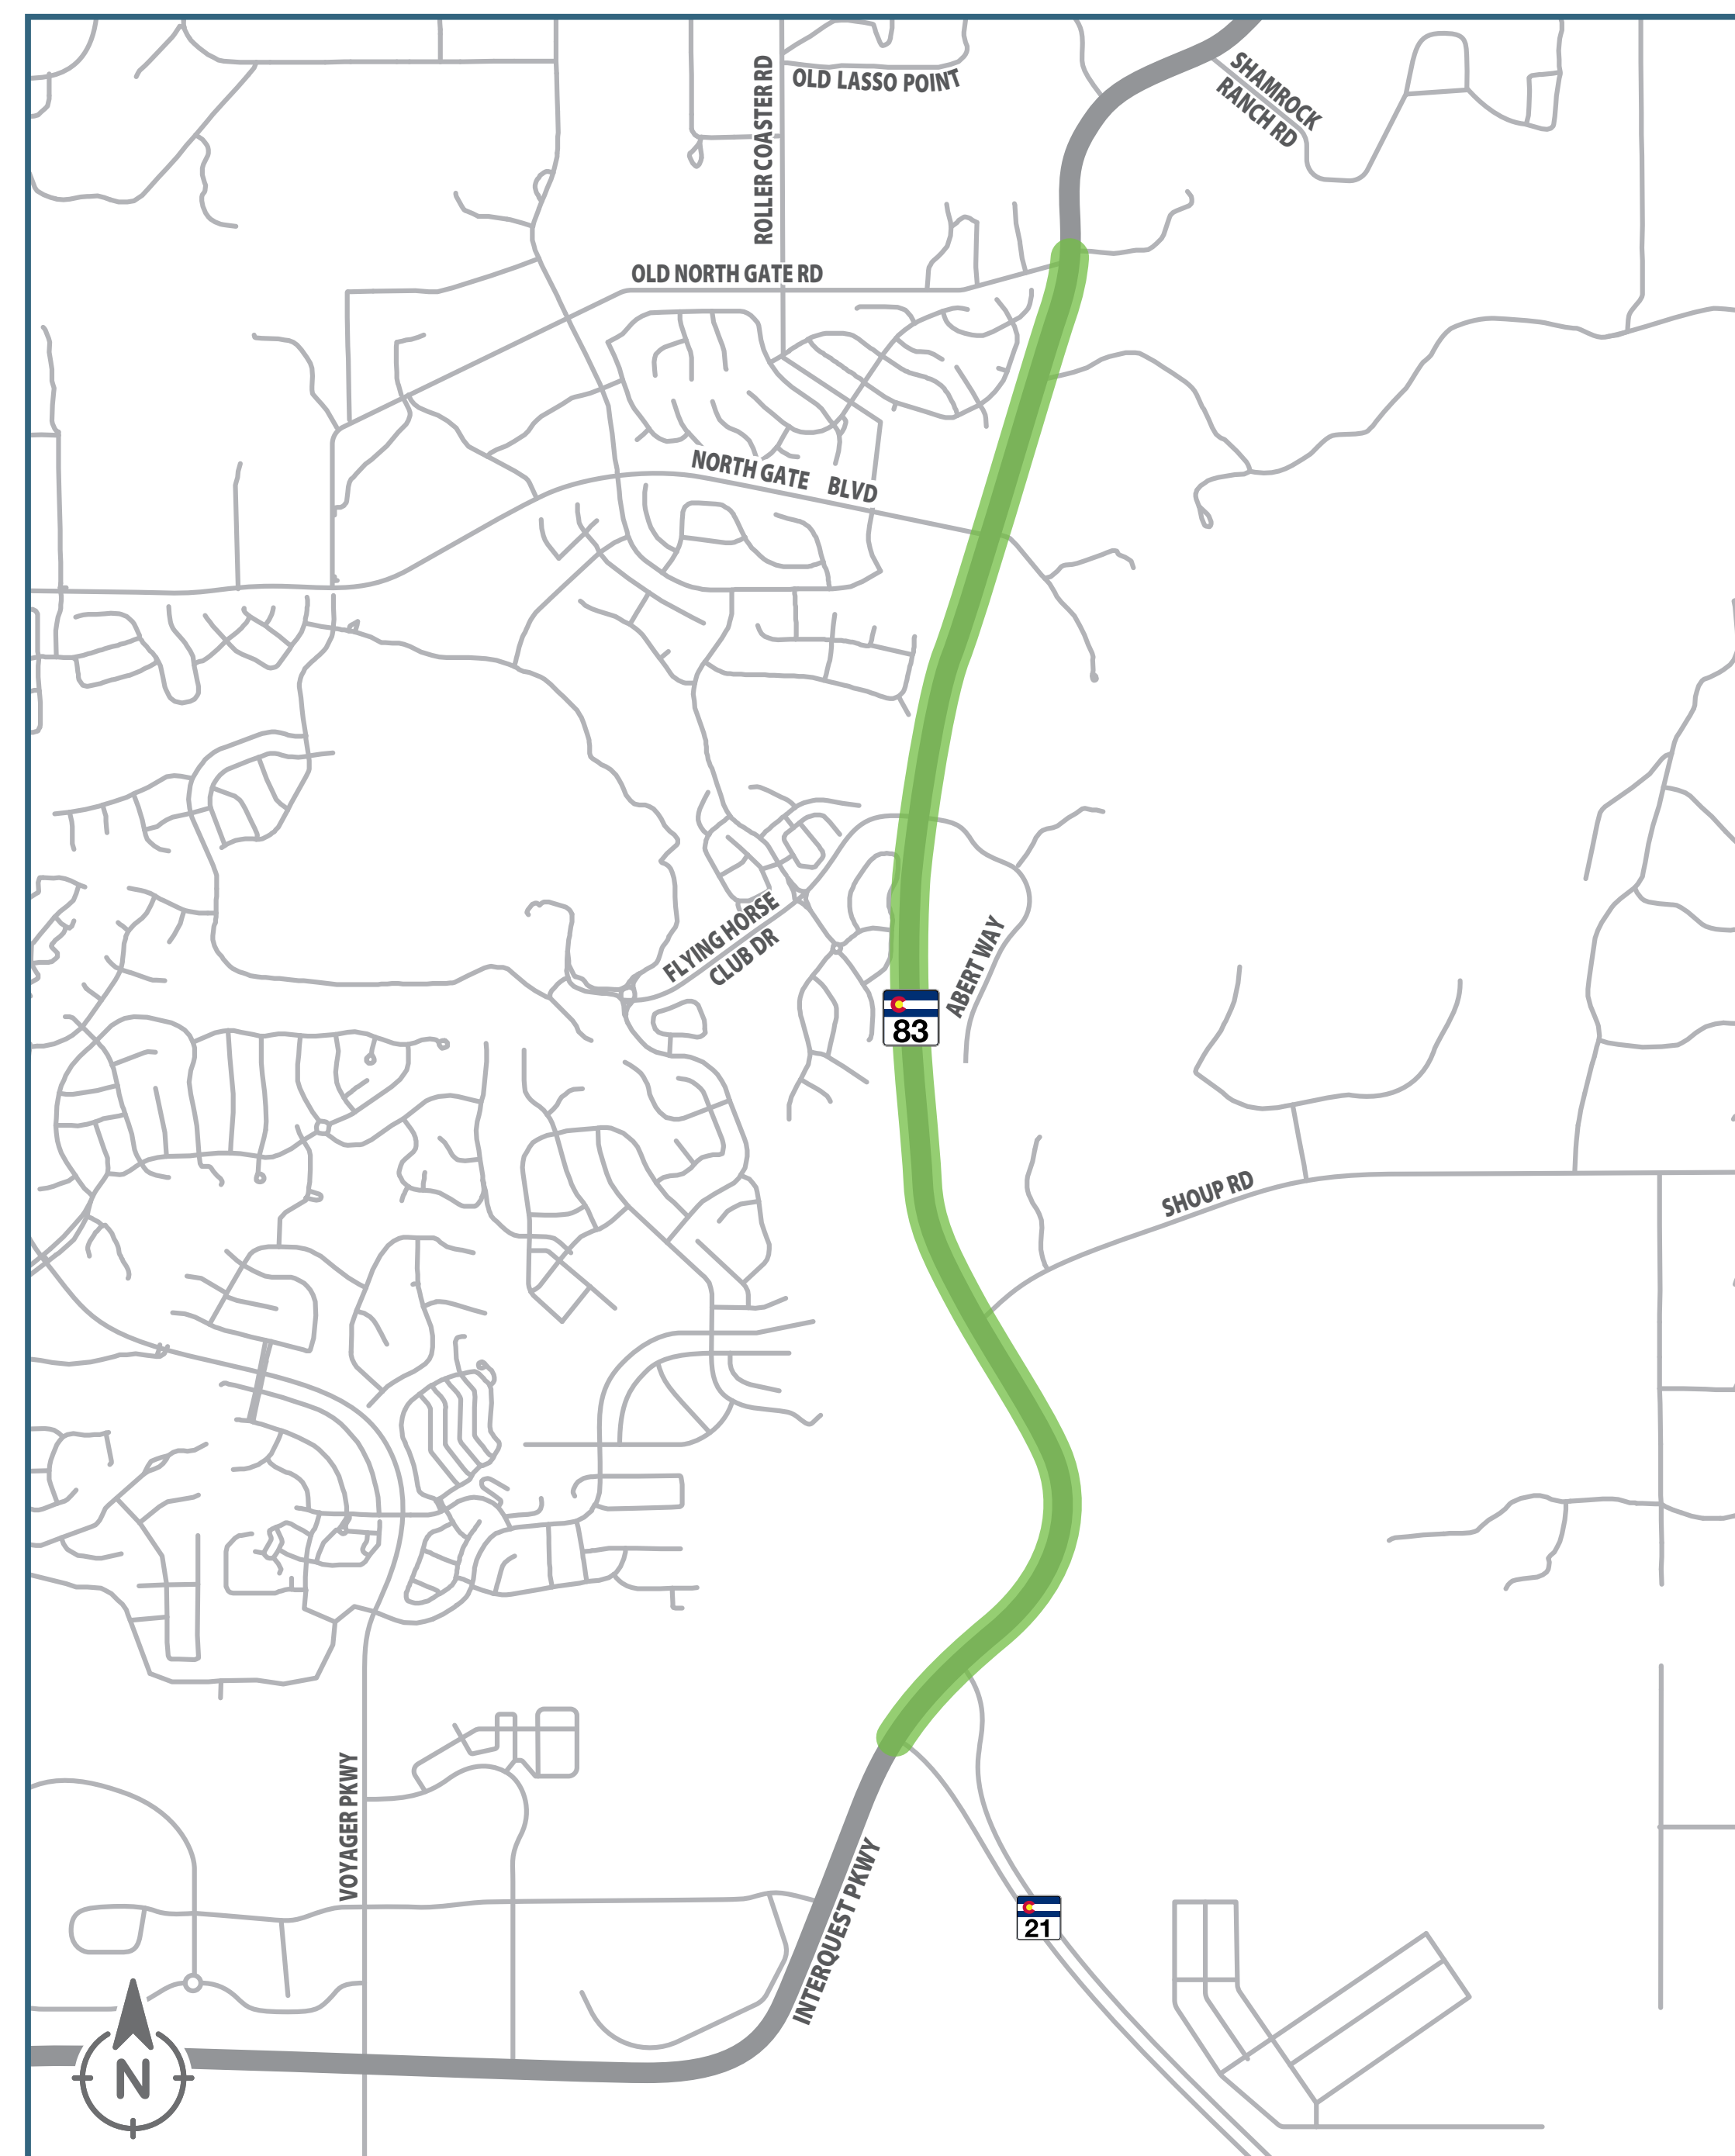 OLD LASSO POINT
SHAMROCK
RANCH RD
ROLLER COASTER RD
OLD NORTH GATE RD
NORTH GATE BLVD
FLYING HORSE
CLUB DR
ABERT WAY
83
SHOUP RD
VOYAGER PKWY
INTERQUEST PKWY
21
N